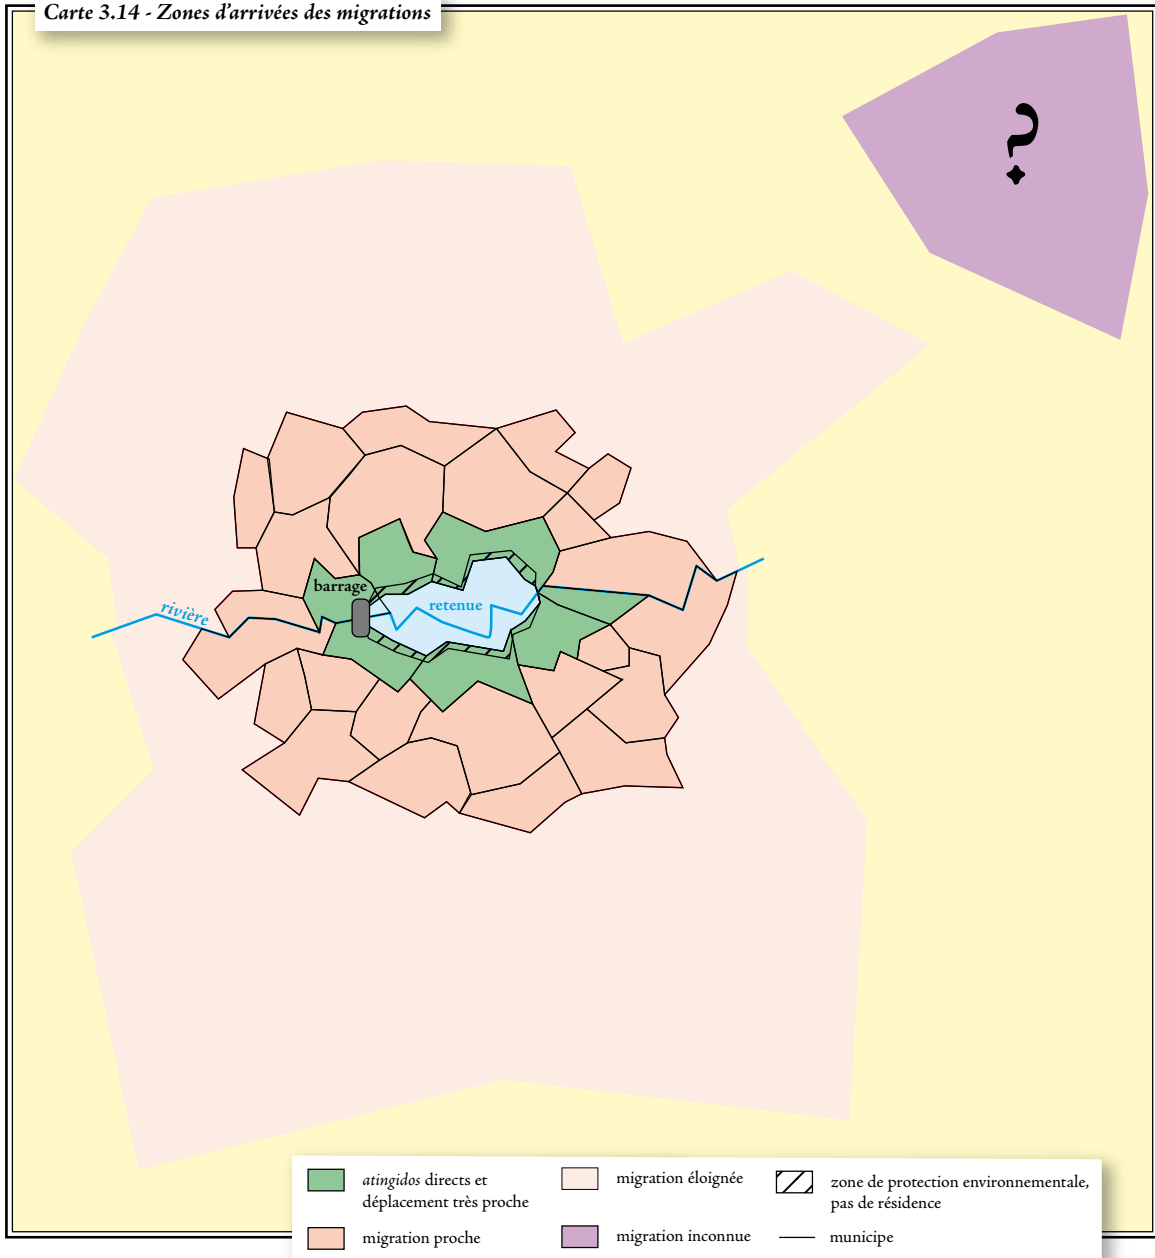 Carte 3.14 - Zones d'arrivées des migrations
?
barrage
retenue
rivière
atingidos directs et
déplacement très proche
migration proche
migration éloignée
migration inconnue
zone de protection environnementale,
pas de résidence
municipe